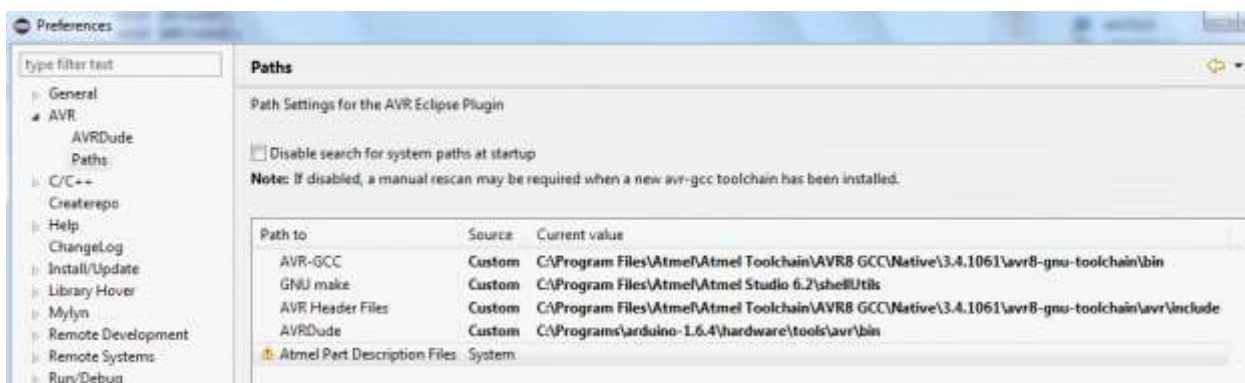 Preferences
type filter text
General
AVR
AVRDude
Paths
C/C++
Createrepo
Help
ChangeLog
Install/Update
Library Hover
Mylyn
Remote Development
Remote Systems
Run/Debug
Paths
Path Settings for the AVR Eclipse Plugin
Disable search for system paths at startup
Note: If disabled, a manual rescan may be required when a new avr-gcc toolchain has been installed.
Path to Source Current value
AVR-GCC Custom C:\Program Files\Atmel\Atmel Toolchain\AVR8 GCC\Native\3.4.1061\avr8-gnu-toolchain\bin
GNU make Custom C:\Program Files\Atmel\Atmel Studio 6.2\shellUtils
AVR Header Files Custom C:\Program Files\Atmel\Atmel Toolchain\AVR8 GCC\Native\3.4.1061\avr8-gnu-toolchain\avr\include
AVRDude Custom C:\Programs\arduino-1.6.4\hardware\tools\avr\bin
Atmel Part Description Files System